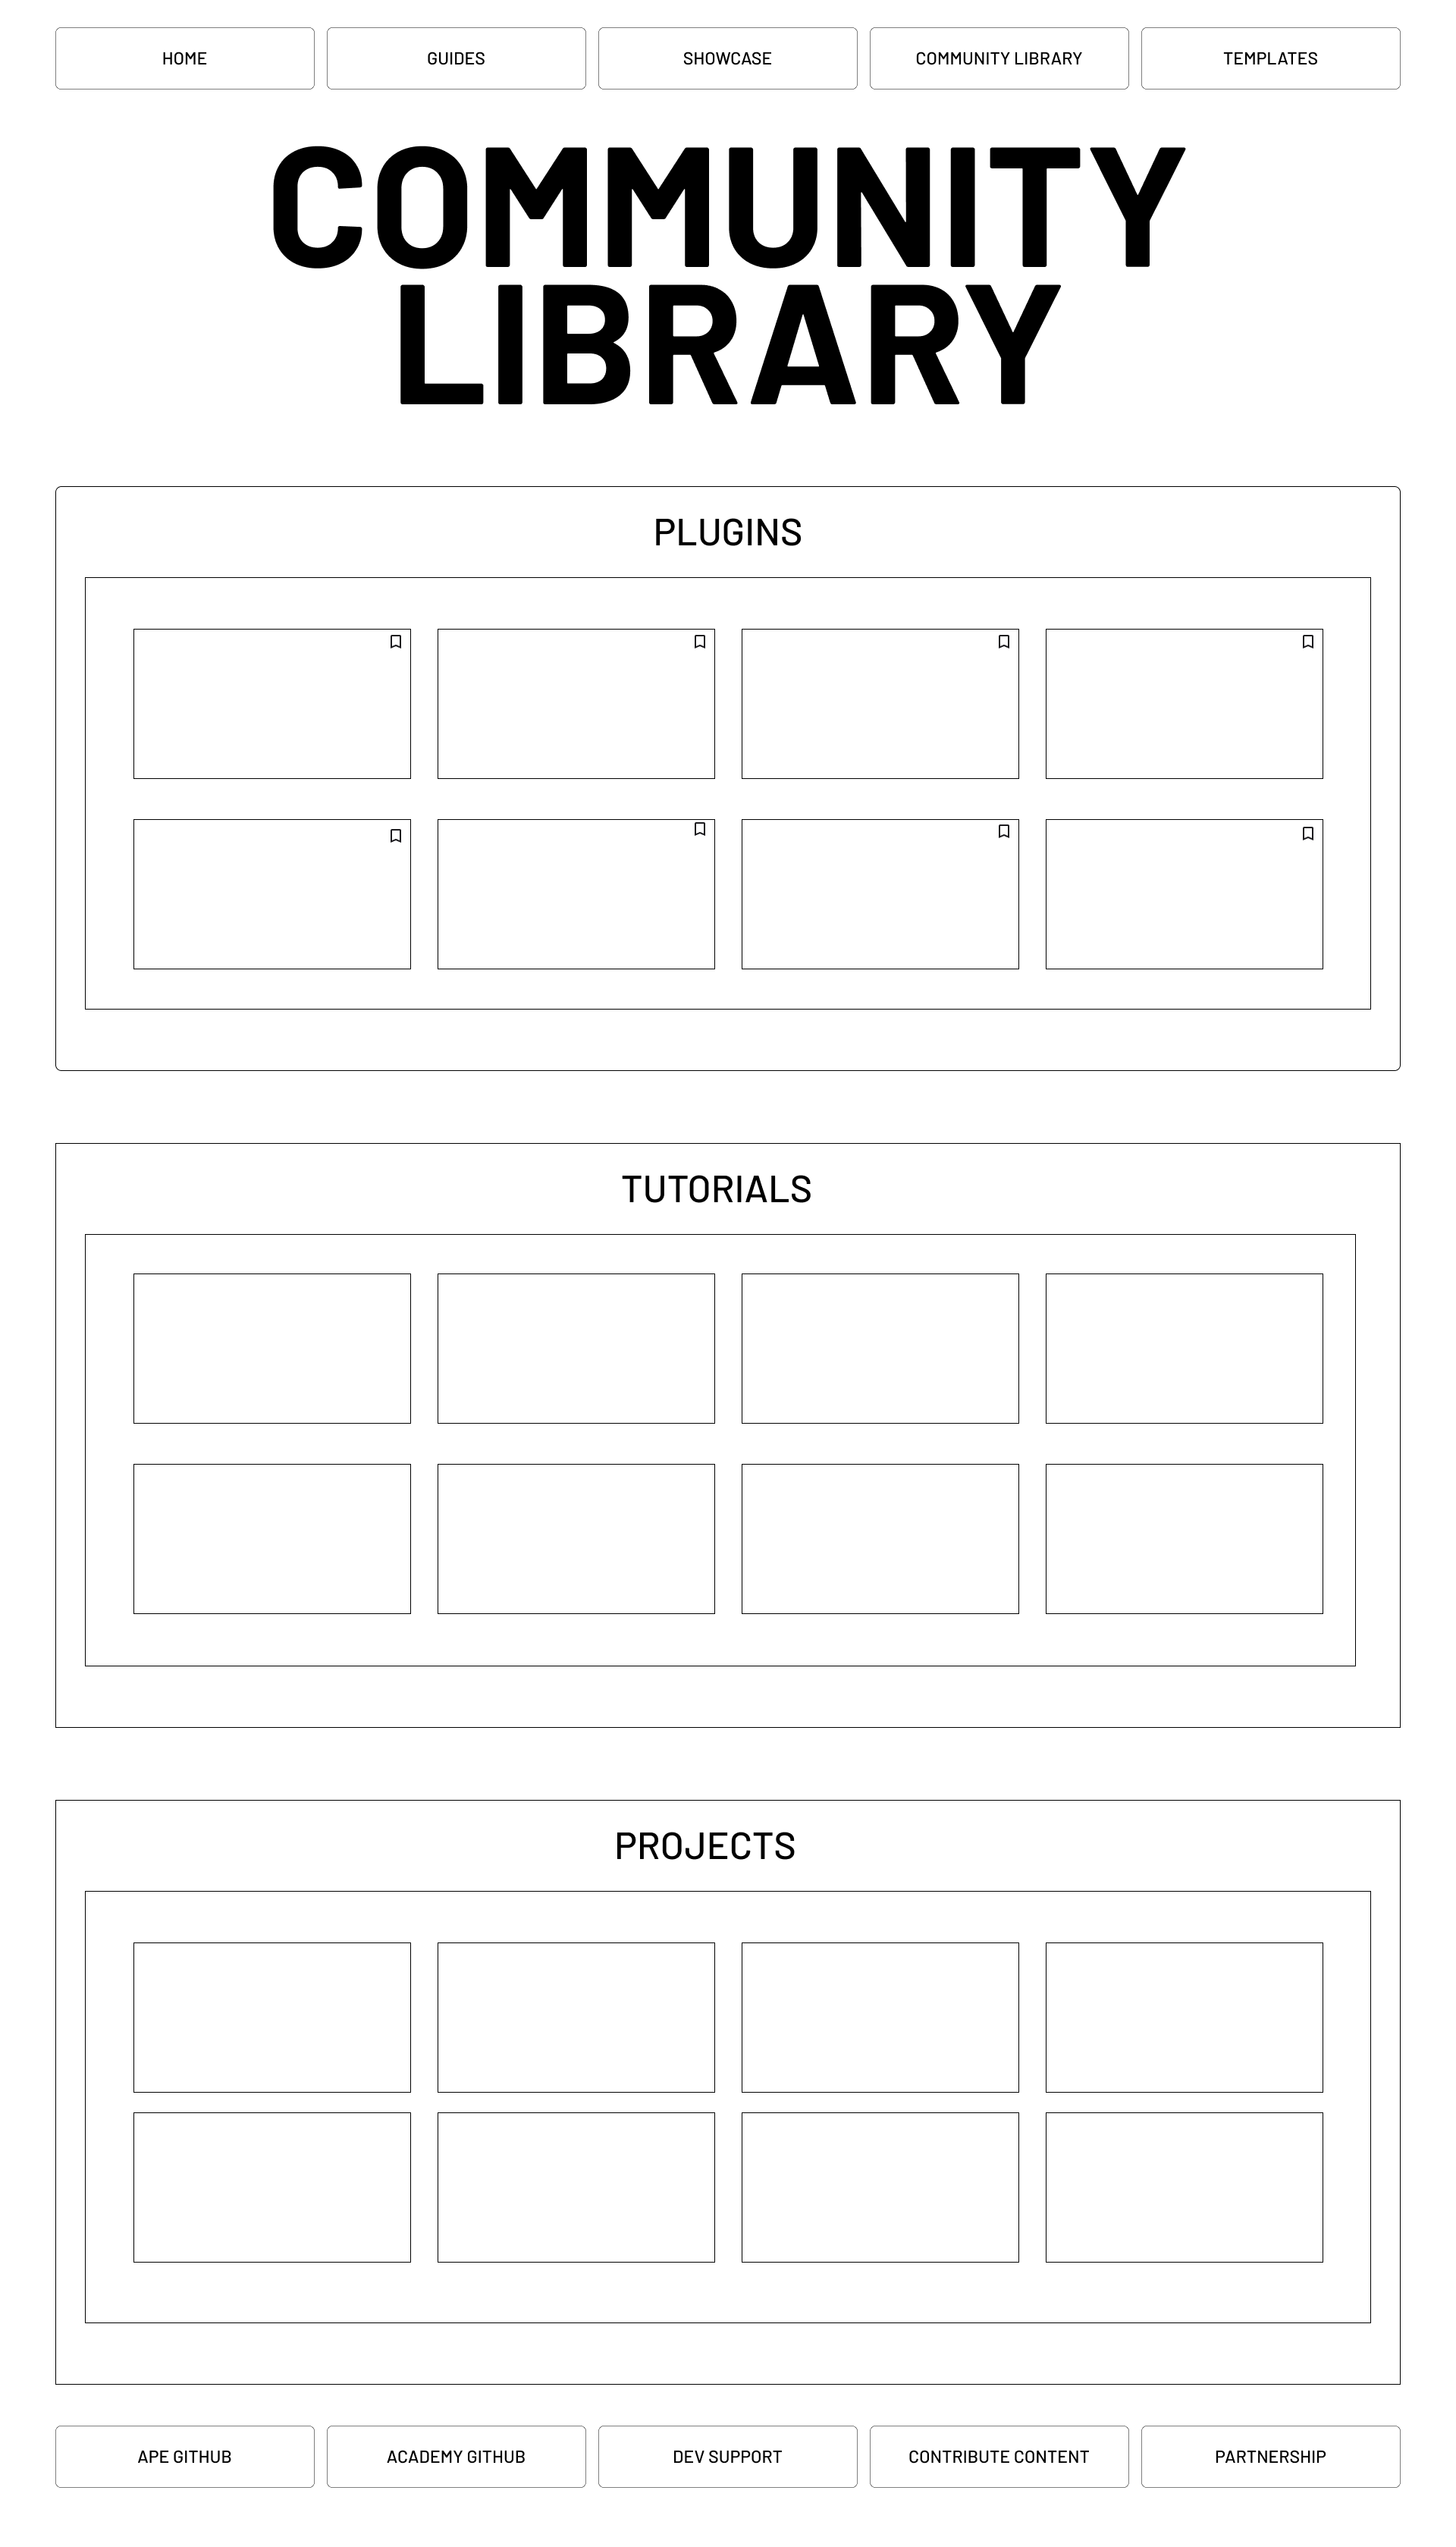 HOME
GUIDES
SHOWCASE
COMMUNITY LIBRARY
TEMPLATES
COMMUNITY
LIBRARY
PLUGINS
TUTORIALS
PROJECTS
APE GITHUB
ACADEMY GITHUB
DEV SUPPORT
CONTRIBUTE CONTENT
PARTNERSHIP